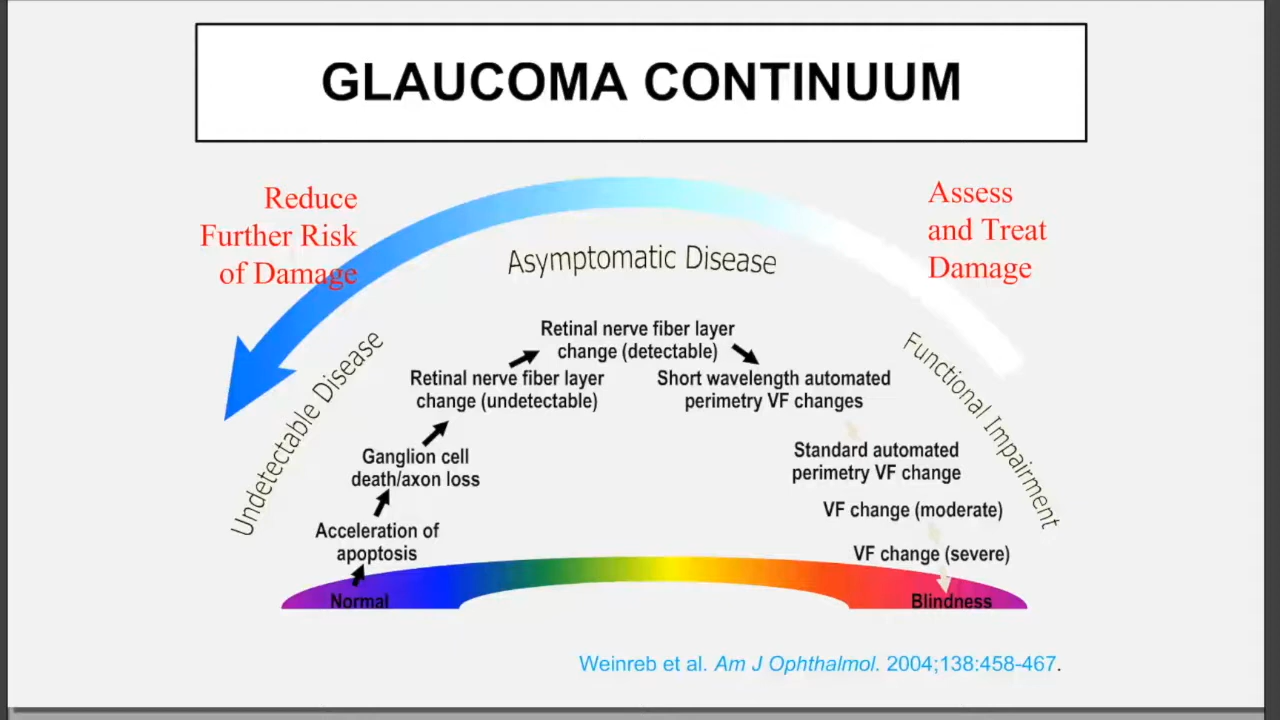 GLAUCOMA CONTINUUM
Reduce
Further Risk
of Damage
Assess
and Treat
Damage
Asymptomatic Disease
Undetectable Disease
Functional Impairment
Retinal nerve fiber layer
change (detectable)
Retinal nerve fiber layer
change (undetectable)
Short wavelength automated
perimetry VF changes
Ganglion cell
death/axon loss
Standard automated
perimetry VF change
Acceleration of
apoptosis
VF change (moderate)
VF change (severe)
Normal
Blindness
Weinreb et al. Am J Ophthalmol. 2004;138:458-467.